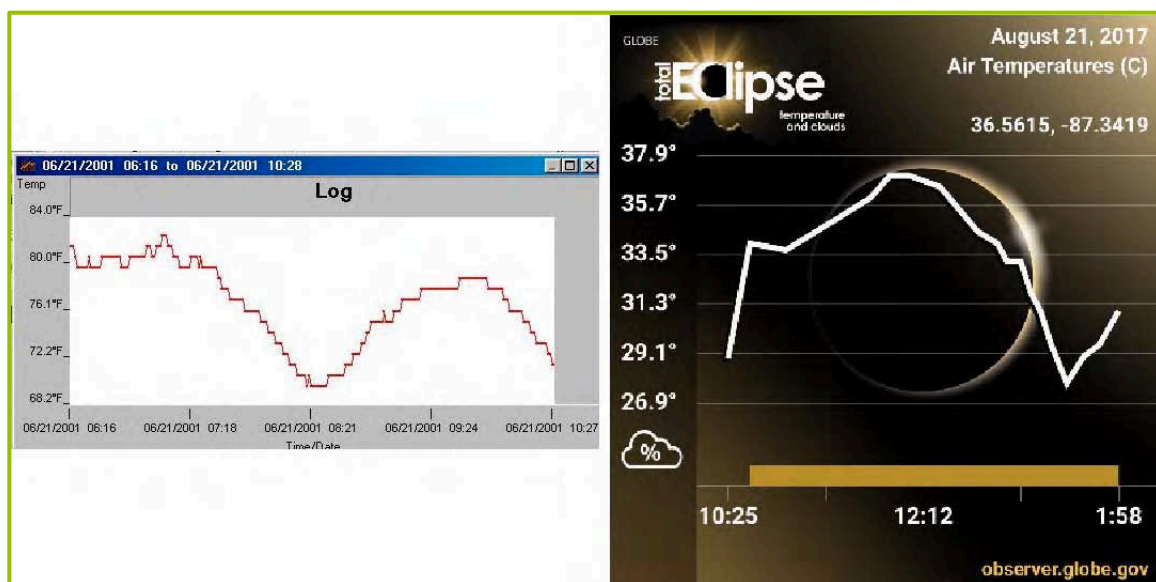 06/21/2001 06:16 to 06/21/2001 10:28
Temp
Log
84.0°F
80.0°F
76.1°F
72.2°F
68.2°F
06/21/2001 06:16 06/21/2001 07:18 06/21/2001 08:21 06/21/2001 09:24 06/21/2001 10:27
Time/Date
GLOBE
total
EClipse
temperature
and clouds
August 21, 2017
Air Temperatures (C)
36.5615, -87.3419
37.9°
35.7°
33.5°
31.3°
29.1°
26.9°
%
10:25 12:12 1:58
observer.globe.gov